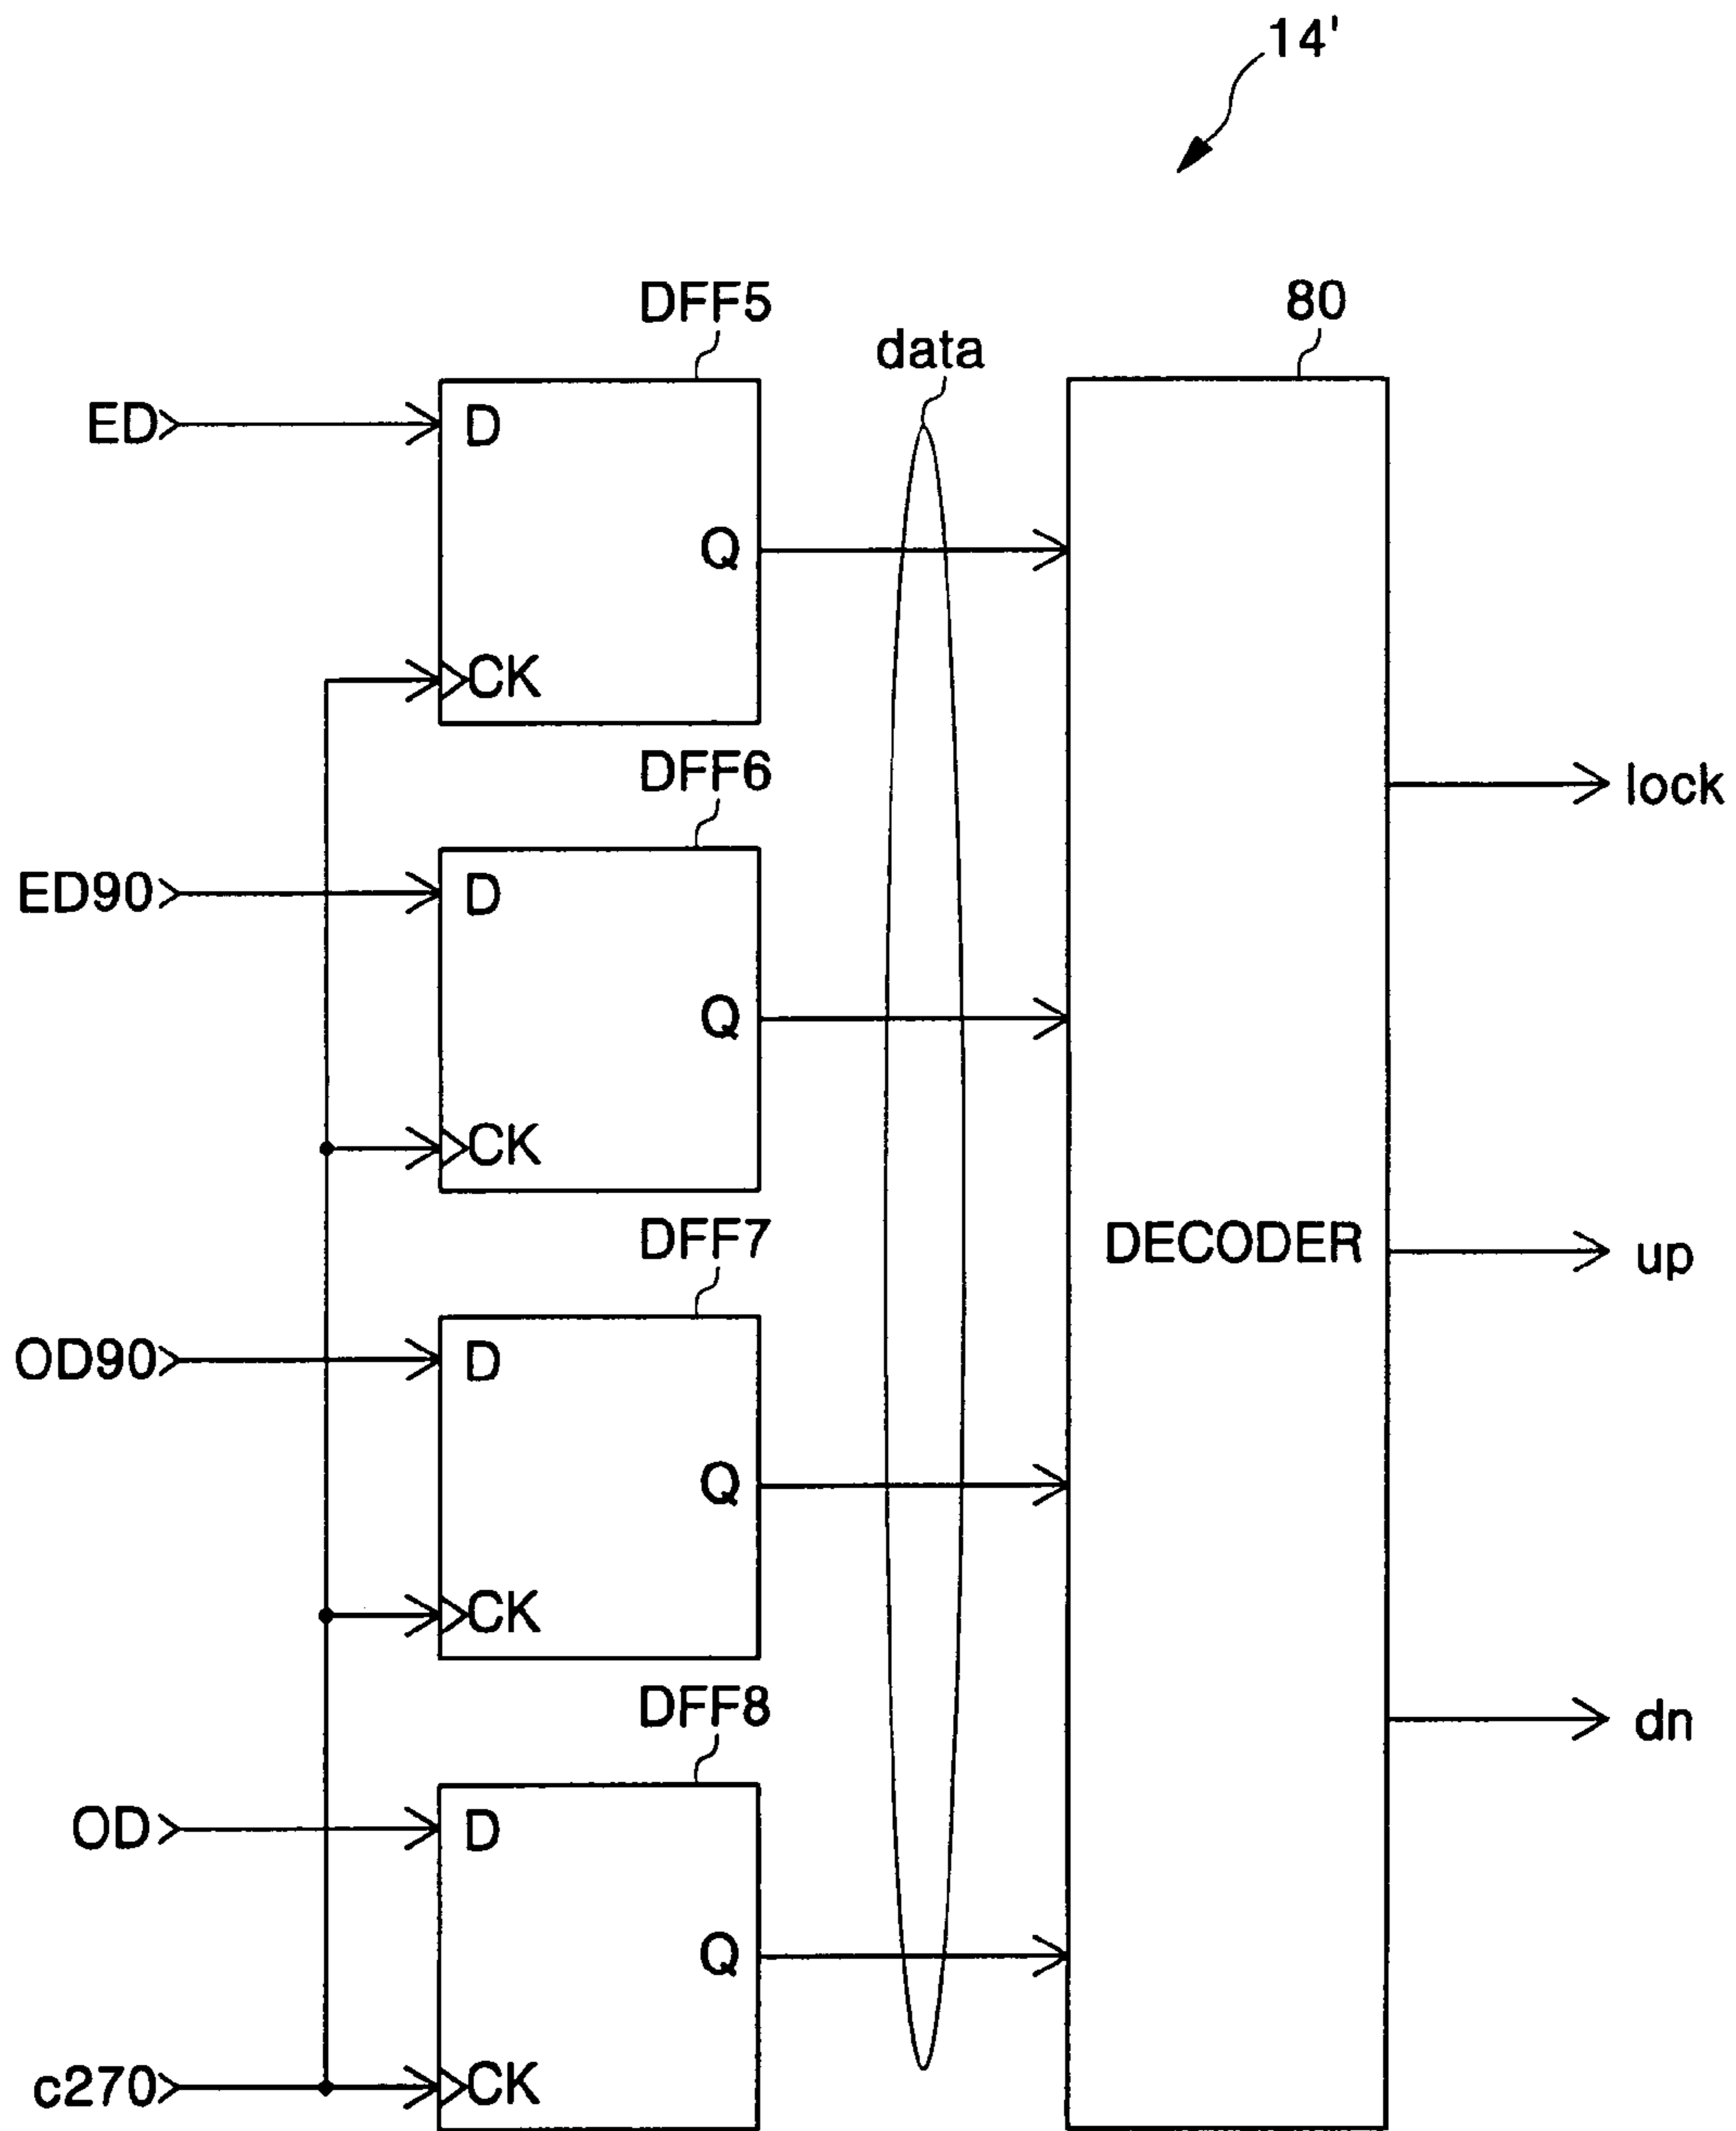 14'
DFF5
80
data
ED
D
Q
CK
DFF6
lock
ED90
D
Q
CK
DFF7
DECODER
up
OD90
D
Q
CK
DFF8
dn
OD
D
Q
c270
CK